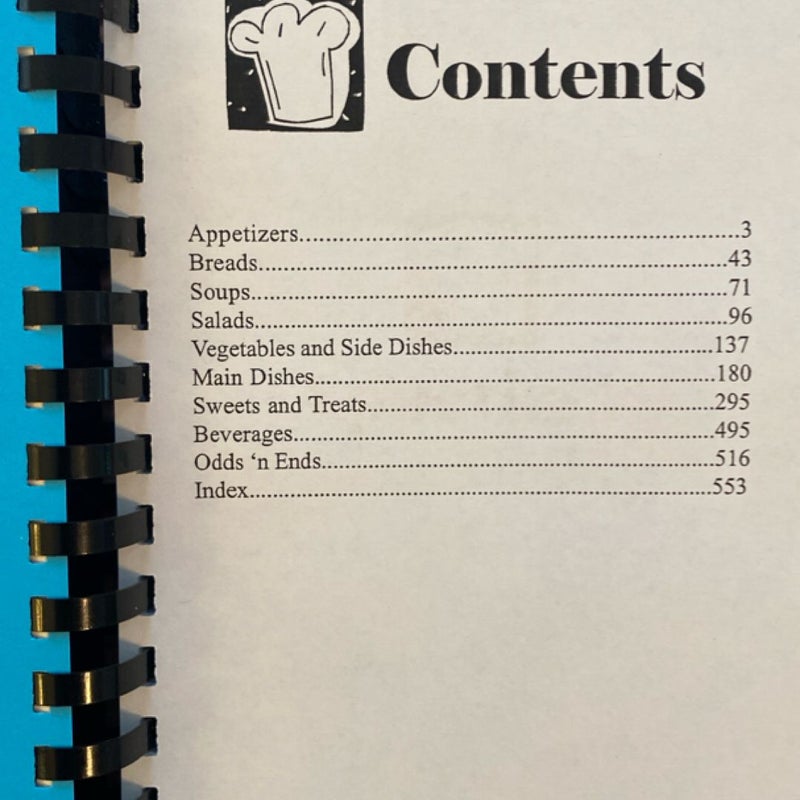 Contents
Appetizers..........................................................................3
Breads..........................................................................43
Soups..........................................................................71
Salads..........................................................................96
Vegetables and Side Dishes..........................................137
Main Dishes..............................................................180
Sweets and Treats......................................................295
Beverages.................................................................495
Odds ‘n Ends.............................................................516
Index........................................................................553